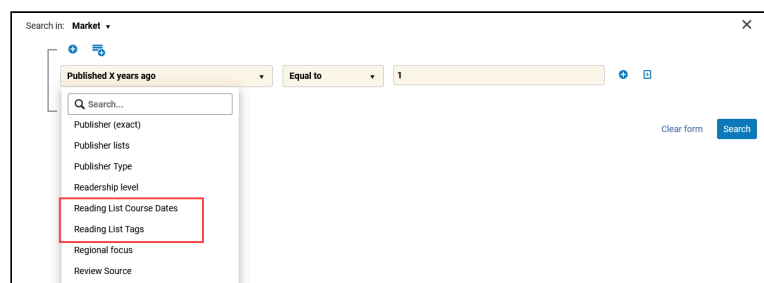 Search in: Market
Published X years ago Equal to 1
Search...
Publisher (exact)
Publisher lists
Clear form Search
Publisher Type
Readership level
Reading List Course Dates
Reading List Tags
Regional focus
Review Source